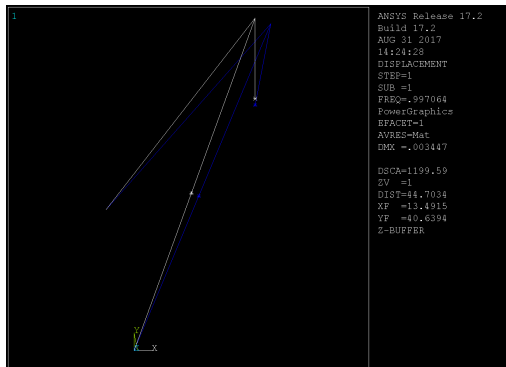 1
ANSYS Release 17.2
Build 17.2
AUG 31 2017
14:24:28
DISPLACEMENT
STEP=1
SUB =1
FREQ=.997064
PowerGraphics
EFACET=1
AVRES=Mat
DMX =.003447
DSCA=1199.59
ZV =1
DIST=44.7034
XF =13.4915
YF =40.6394
Z-BUFFER
Y
X